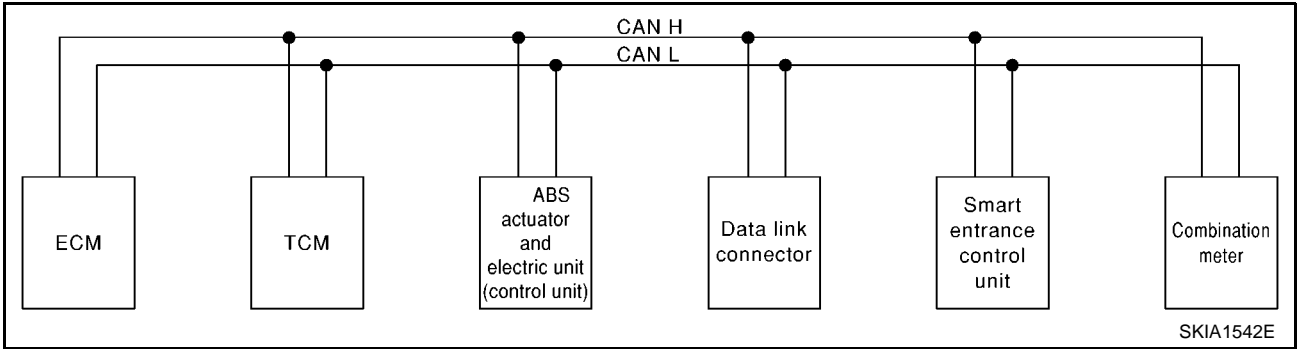 CAN H
CAN L
ECM
TCM
ABS
actuator
and
electric unit
(control unit)
Data link
connector
Smart
entrance
control
unit
Combination
meter
SKIA1542E